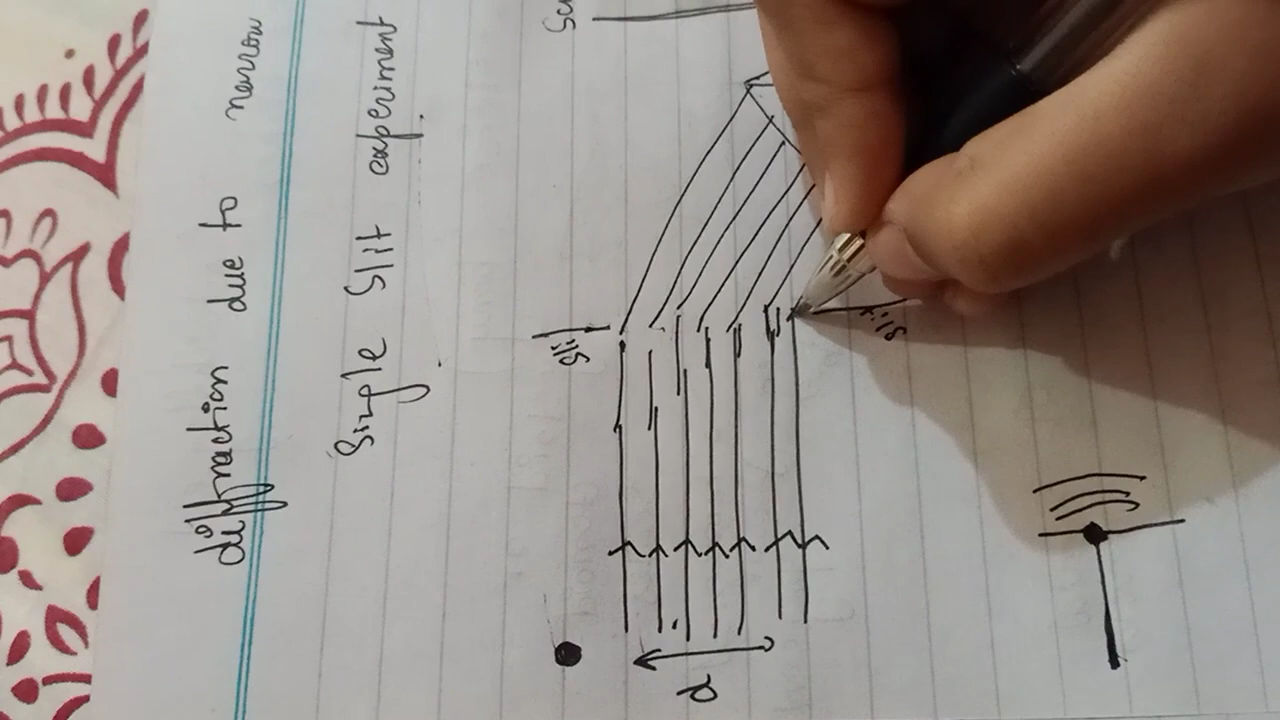 diffraction due to narrow
Single Slit experiment
Slit
Slit
d